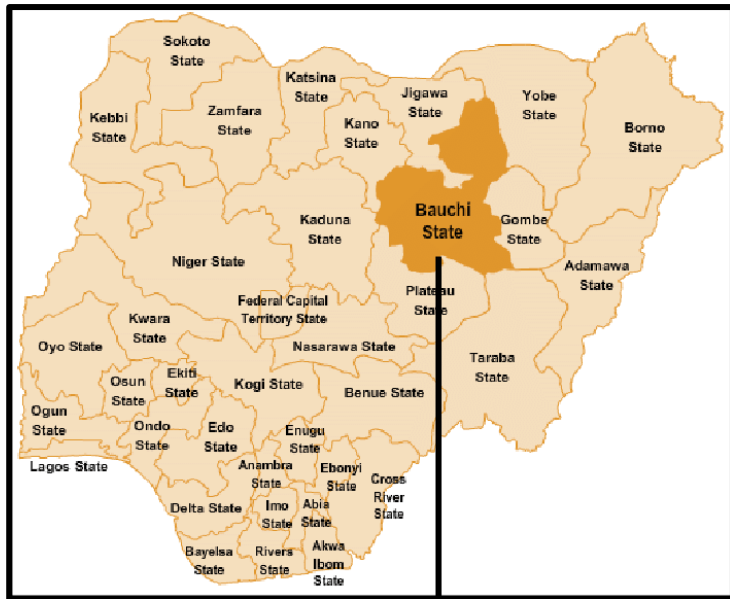 Sokoto
State
Katsina
State
Jigawa
State
Yobe
State
Kebbi
State
Zamfara
State
Kano
State
Borno
State
Bauchi
State
Kaduna
State
Gombe
State
Niger State
Adamawa
State
Federal Capital
Territory State
Plateau
State
Kwara
State
Oyo State
Nasarawa State
Taraba
State
Osun
State
Ekiti
State
Kogi State
Benue State
Ogun
State
Ondo
State
Edo
State
Enugu
State
Lagos State
Anambra
State
Ebonyi
State
Cross
River
State
Delta State
Imo
State
Abia
State
Bayelsa
State
Rivers
State
Akwa
Ibom
State